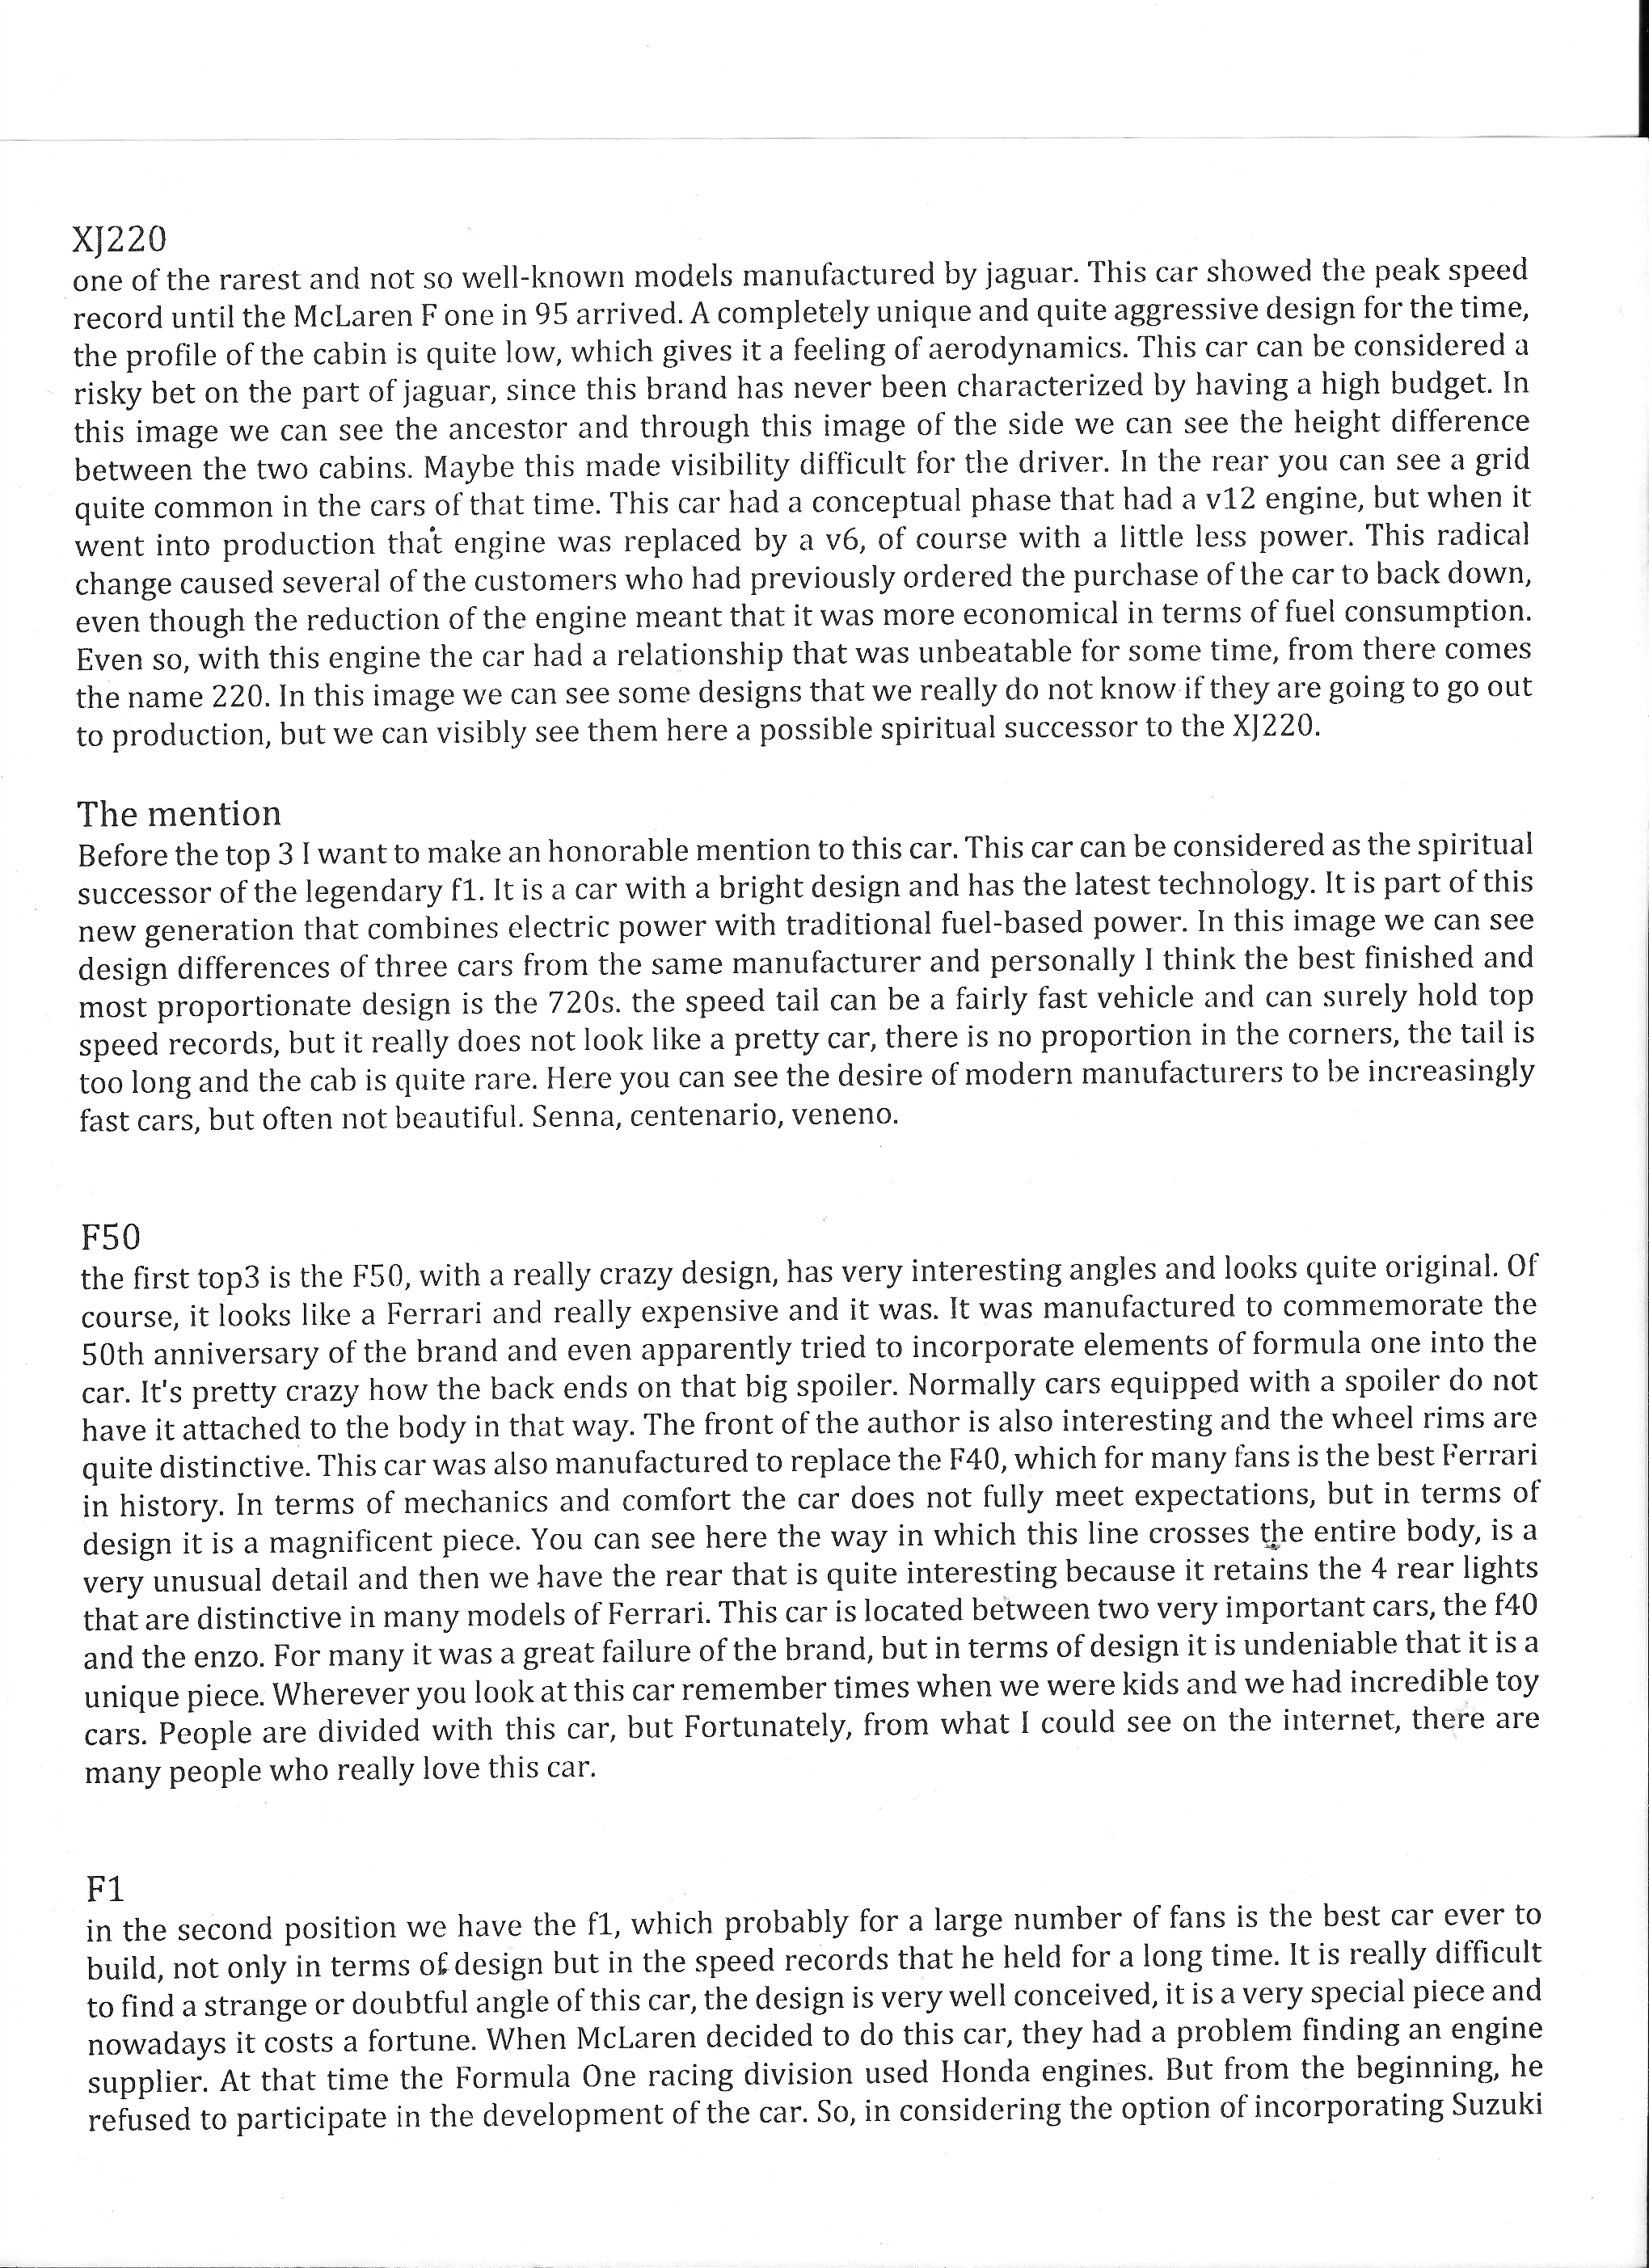 XJ220
one of the rarest and not so well-known models manufactured by jaguar. This car showed the peak speed
record until the McLaren F one in 95 arrived. A completely unique and quite aggressive design for the time,
the profile of the cabin is quite low, which gives it a feeling of aerodynamics. This car can be considered a
risky bet on the part of jaguar, since this brand has never been characterized by having a high budget. In
this image we can see the ancestor and through this image of the side we can see the height difference
between the two cabins. Maybe this made visibility difficult for the driver. In the rear you can see a grid
quite common in the cars of that time. This car had a conceptual phase that had a v12 engine, but when it
went into production that engine was replaced by a v6, of course with a little less power. This radical
change caused several of the customers who had previously ordered the purchase of the car to back down,
even though the reduction of the engine meant that it was more economical in terms of fuel consumption.
Even so, with this engine the car had a relationship that was unbeatable for some time, from there comes
the name 220. In this image we can see some designs that we really do not know if they are going to go out
to production, but we can visibly see them here a possible spiritual successor to the XJ220.
The mention
Before the top 3 I want to make an honorable mention to this car. This car can be considered as the spiritual
successor of the legendary f1. It is a car with a bright design and has the latest technology. It is part of this
new generation that combines electric power with traditional fuel-based power. In this image we can see
design differences of three cars from the same manufacturer and personally I think the best finished and
most proportionate design is the 720s. the speed tail can be a fairly fast vehicle and can surely hold top
speed records, but it really does not look like a pretty car, there is no proportion in the corners, the tail is
too long and the cab is quite rare. Here you can see the desire of modern manufacturers to be increasingly
fast cars, but often not beautiful. Senna, centenario, veneno.
F50
the first top3 is the F50, with a really crazy design, has very interesting angles and looks quite original. Of
course, it looks like a Ferrari and really expensive and it was. It was manufactured to commemorate the
50th anniversary of the brand and even apparently tried to incorporate elements of formula one into the
car. It's pretty crazy how the back ends on that big spoiler. Normally cars equipped with a spoiler do not
have it attached to the body in that way. The front of the author is also interesting and the wheel rims are
quite distinctive. This car was also manufactured to replace the F40, which for many fans is the best Ferrari
in history. In terms of mechanics and comfort the car does not fully meet expectations, but in terms of
design it is a magnificent piece. You can see here the way in which this line crosses the entire body, is a
very unusual detail and then we have the rear that is quite interesting because it retains the 4 rear lights
that are distinctive in many models of Ferrari. This car is located between two very important cars, the f40
and the enzo. For many it was a great failure of the brand, but in terms of design it is undeniable that it is a
unique piece. Wherever you look at this car remember times when we were kids and we had incredible toy
cars. People are divided with this car, but Fortunately, from what I could see on the internet, there are
many people who really love this car.
F1
in the second position we have the f1, which probably for a large number of fans is the best car ever to
build, not only in terms of design but in the speed records that he held for a long time. It is really difficult
to find a strange or doubtful angle of this car, the design is very well conceived, it is a very special piece and
nowadays it costs a fortune. When McLaren decided to do this car, they had a problem finding an engine
supplier. At that time the Formula One racing division used Honda engines. But from the beginning, he
refused to participate in the development of the car. So, in considering the option of incorporating Suzuki